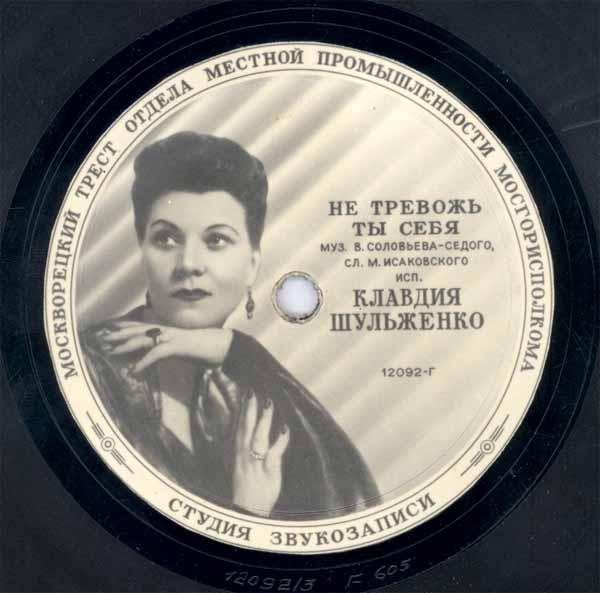 МОСКВОРЕЦКИЙ ТРЕСТ ОТДЕЛА МЕСТНОЙ ПРОМЫШЛЕННОСТИ МОСГОРИСПОЛКОМА
НЕ ТРЕВОЖЬ
ТЫ СЕБЯ
МУЗ. В. СОЛОВЬЕВА-СЕДОГО,
СЛ. М. ИСАКОВСКОГО
ИСП.
КЛАВДИЯ
ШУЛЬЖЕНКО
12092-Г
СТУДИЯ ЗВУКОЗАПИСИ
12092/3 F 605